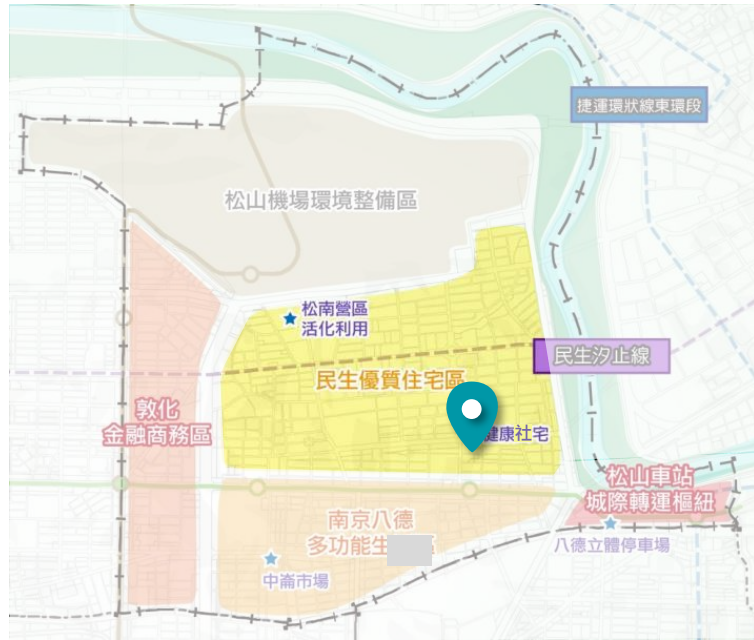 捷運環狀線東環段
松山機場環境整備區
松南營區
活化利用
民生汐止線
民生優質住宅區
敦化
金融商務區
健康社宅
松山車站
城際轉運樞紐
南京八德
多功能生
區
八德立體停車場
中崙市場